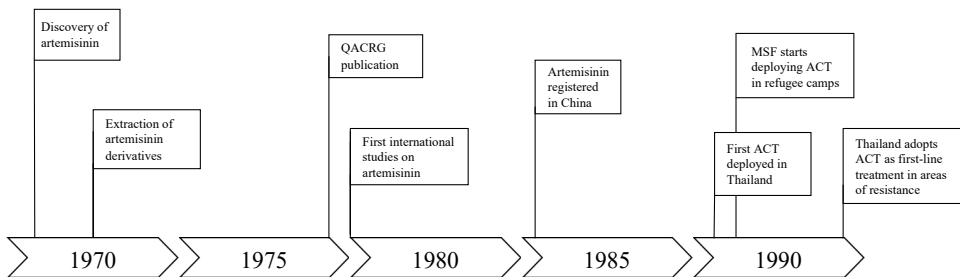 Discovery of
artemisinin
Extraction of
artemisinin
derivatives
QACRG
publication
First international
studies on
artemisinin
Artemisinin
registered
in China
First ACT
deployed in
Thailand
MSF starts
deploying ACT
in refugee camps
Thailand adopts
ACT as first-line
treatment in areas
of resistance
1970
1975
1980
1985
1990